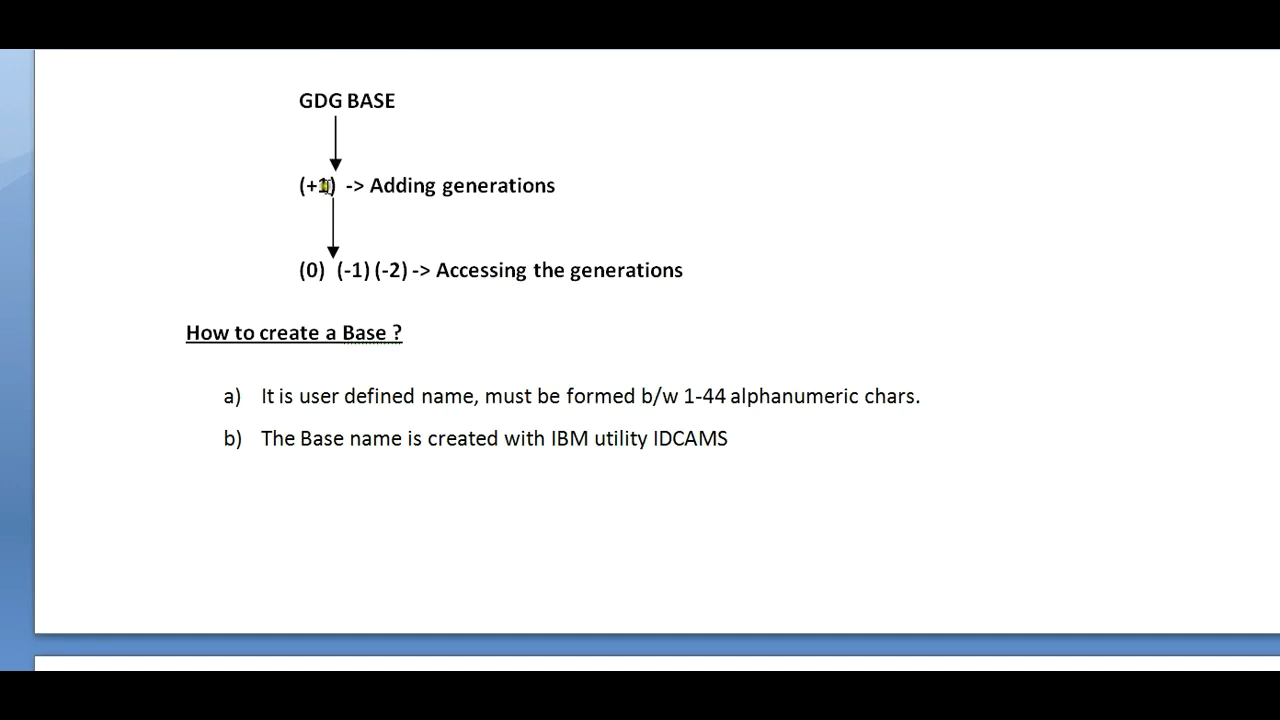 GDG BASE
(+1) -> Adding generations
(0) (-1) (-2) -> Accessing the generations
How to create a Base ?
a) It is user defined name, must be formed b/w 1-44 alphanumeric chars.
b) The Base name is created with IBM utility IDCAMS